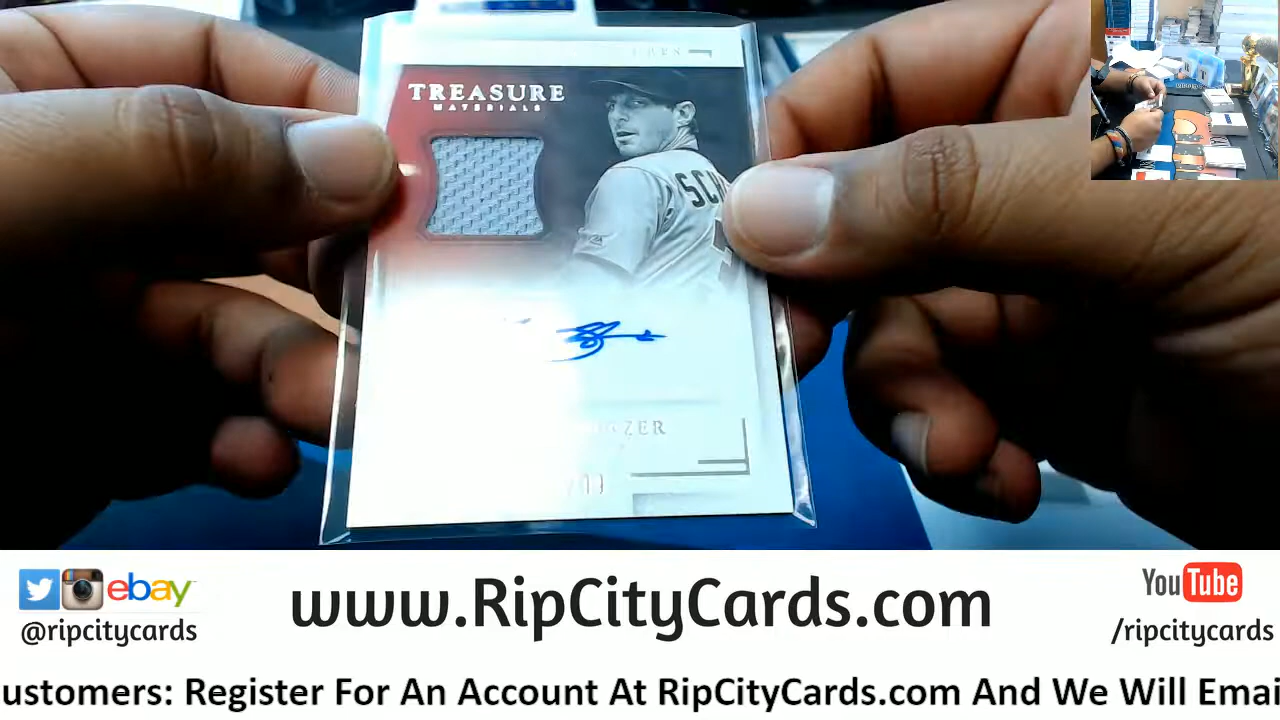 TREASURE
MATERIALS
SCH
ebay
@ripcitycards
www.RipCityCards.com
YouTube
/ripcitycards
ustomers: Register For An Account At RipCityCards.com And We Will Emai